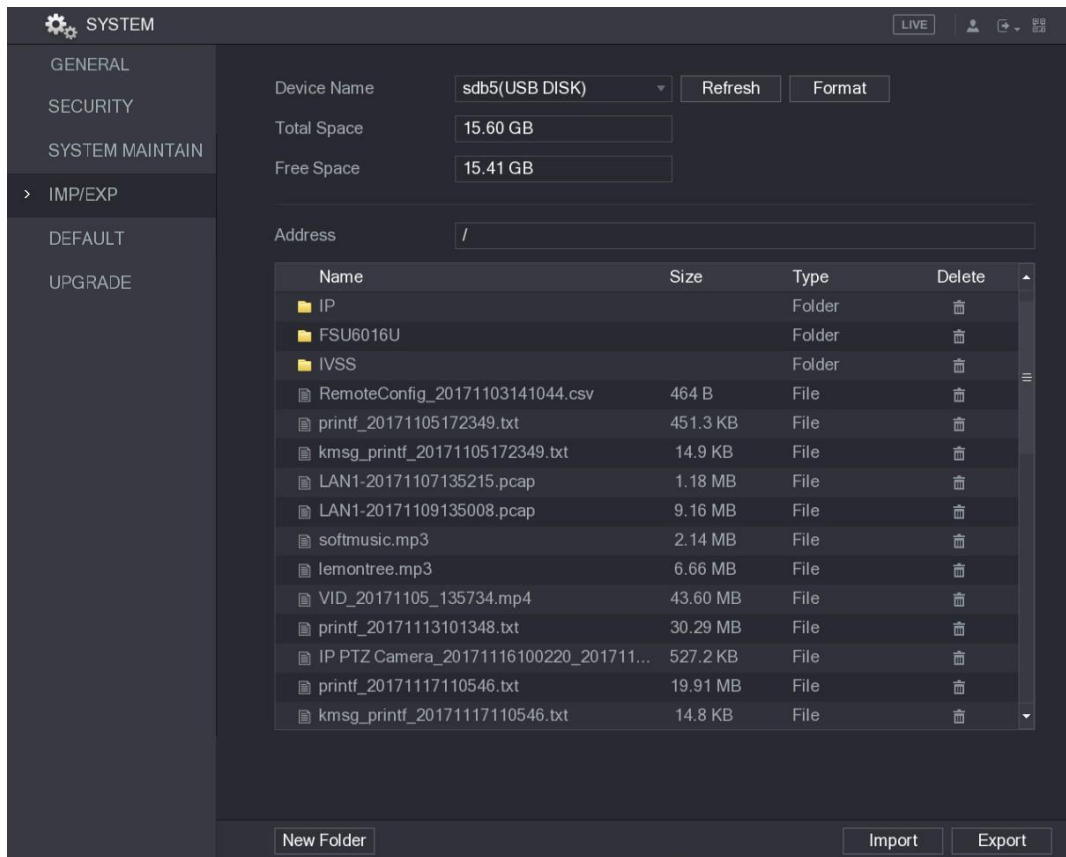 SYSTEM
LIVE
GENERAL
SECURITY
SYSTEM MAINTAIN
IMP/EXP
DEFAULT
UPGRADE
Device Name sdb5(USB DISK) Refresh Format
Total Space 15.60 GB
Free Space 15.41 GB
Address /
Name Size Type Delete
IP Folder
FSU6016U Folder
IVSS Folder
RemoteConfig_20171103141044.csv 464 B File
printf_20171105172349.txt 451.3 KB File
kmsg_printf_20171105172349.txt 14.9 KB File
LAN1-20171107135215.pcap 1.18 MB File
LAN1-20171109135008.pcap 9.16 MB File
softmusic.mp3 2.14 MB File
lemontree.mp3 6.66 MB File
VID_20171105_135734.mp4 43.60 MB File
printf_20171113101348.txt 30.29 MB File
IP PTZ Camera_20171116100220_201711... 527.2 KB File
printf_20171117110546.txt 19.91 MB File
kmsg_printf_20171117110546.txt 14.8 KB File
New Folder Import Export